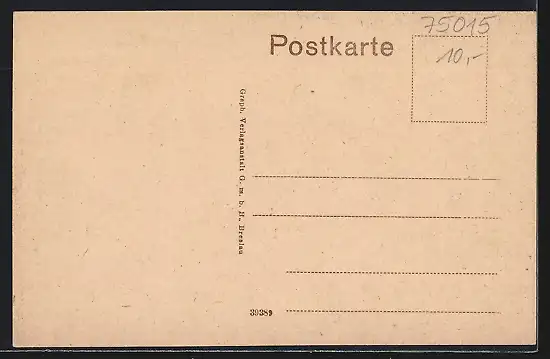 75015
Postkarte
10,-
Graph. Verlagsanstalt G. m. b. H., Breslau
39389